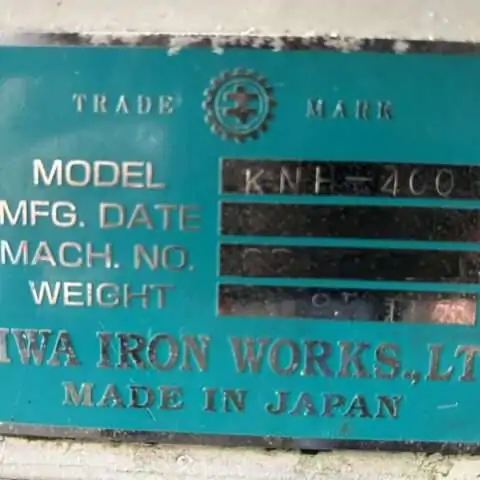 TRADE MARK
MODEL KNH-400
MFG. DATE
MACH. NO.
WEIGHT
IWA IRON WORKS.,LT
MADE IN JAPAN